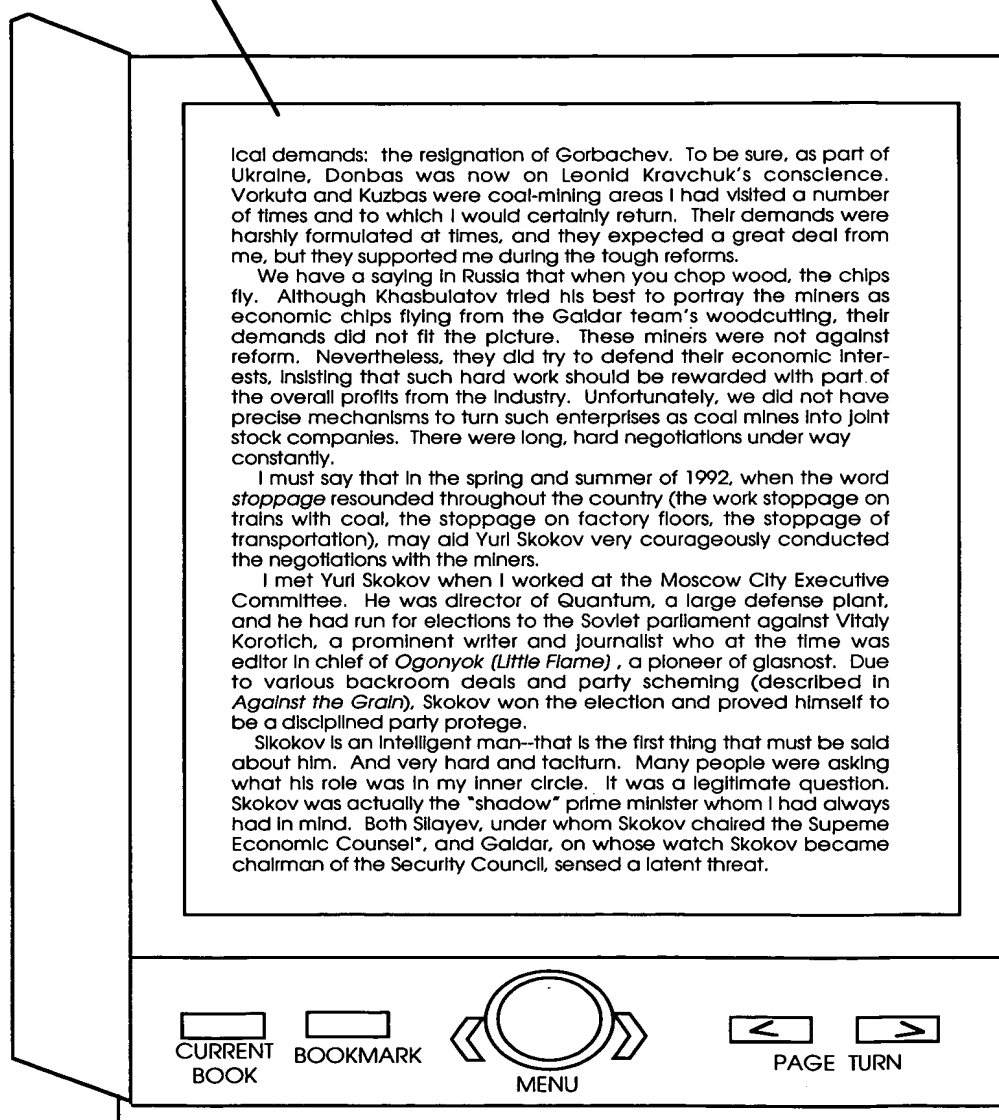 ical demands:  the resignation of Gorbachev.  To be sure, as part of
Ukraine, Donbas was now on Leonid Kravchuk's conscience.
Vorkuta and Kuzbas were coal-mining areas I had visited a number
of times and to which I would certainly return.  Their demands were
harshly formulated at times, and they expected a great deal from
me, but they supported me during the tough reforms.
We have a saying in Russia that when you chop wood, the chips
fly.  Although Khasbulatov tried his best to portray the miners as
economic chips flying from the Gaidar team's woodcutting, their
demands did not fit the picture.  These miners were not against
reform.  Nevertheless, they did try to defend their economic inter-
ests, insisting that such hard work should be rewarded with part of
the overall profits from the industry.  Unfortunately, we did not have
precise mechanisms to turn such enterprises as coal mines into joint
stock companies.  There were long, hard negotiations under way
constantly.
I must say that in the spring and summer of 1992, when the word
stoppage resounded throughout the country (the work stoppage on
trains with coal, the stoppage on factory floors, the stoppage of
transportation), may aid Yuri Skokov very courageously conducted
the negotiations with the miners.
I met Yuri Skokov when I worked at the Moscow City Executive
Committee.  He was director of Quantum, a large defense plant,
and he had run for elections to the Soviet parliament against Vitaly
Korotich, a prominent writer and journalist who at the time was
editor in chief of Ogonyok (Little Flame) , a pioneer of glasnost.  Due
to various backroom deals and party scheming (described in
Against the Grain), Skokov won the election and proved himself to
be a disciplined party protege.
Sikokov is an intelligent man--that is the first thing that must be said
about him.  And very hard and taciturn.  Many people were asking
what his role was in my inner circle.  It was a legitimate question.
Skokov was actually the "shadow" prime minister whom I had always
had in mind.  Both Silayev, under whom Skokov chaired the Supeme
Economic Counsel*, and Gaidar, on whose watch Skokov became
chairman of the Security Council, sensed a latent threat.
CURRENT BOOK
BOOKMARK
MENU
< >
PAGE TURN